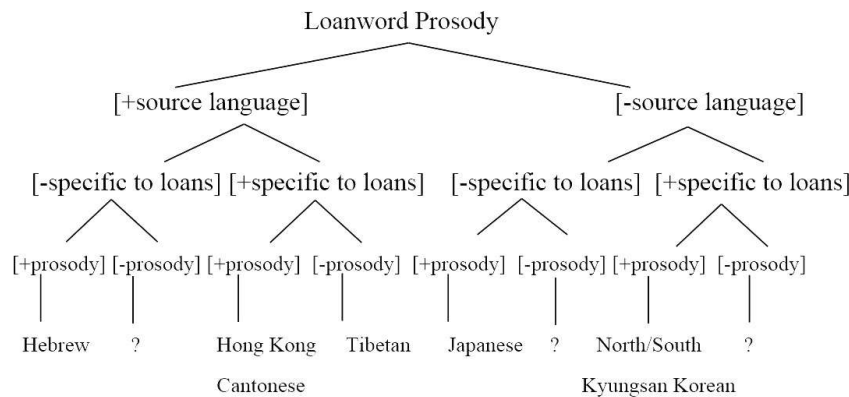 Loanword Prosody
[+source language] [-source language]
[-specific to loans] [+specific to loans] [-specific to loans] [+specific to loans]
[+prosody] [-prosody] [+prosody] [-prosody] [+prosody] [-prosody] [+prosody] [-prosody]
Hebrew ? Hong Kong Tibetan Japanese ? North/South ?
Cantonese Kyungsan Korean